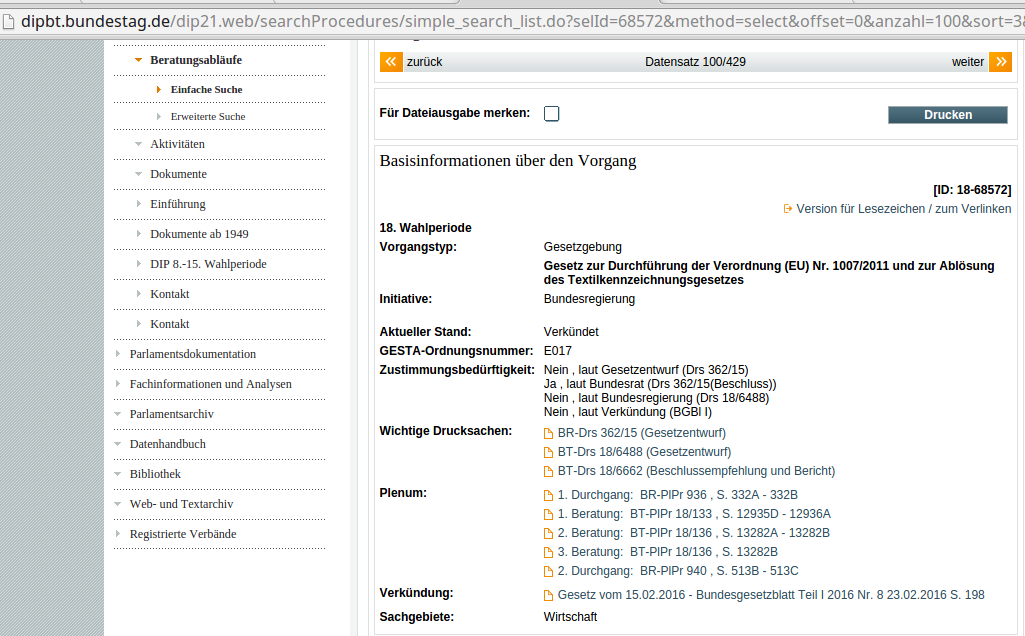 dipbt.bundestag.de/dip21.web/searchProcedures/simple_search_list.do?selId=68572&method=select&offset=0&anzahl=100&sort=3
Beratungsabläufe
Einfache Suche
Erweiterte Suche
Aktivitäten
Dokumente
Einführung
Dokumente ab 1949
DIP 8.-15. Wahlperiode
Kontakt
Kontakt
Parlamentsdokumentation
Fachinformationen und Analysen
Parlamentsarchiv
Datenhandbuch
Bibliothek
Web- und Textarchiv
Registrierte Verbände
zurück Datensatz 100/429 weiter
Für Dateiausgabe merken: Drucken
Basisinformationen über den Vorgang
[ID: 18-68572]
Version für Lesezeichen / zum Verlinken
18. Wahlperiode
Vorgangstyp: Gesetzgebung
Gesetz zur Durchführung der Verordnung (EU) Nr. 1007/2011 und zur Ablösung
des Textilkennzeichnungsgesetzes
Initiative: Bundesregierung
Aktueller Stand: Verkündet
GESTA-Ordnungsnummer: E017
Zustimmungsbedürftigkeit: Nein , laut Gesetzentwurf (Drs 362/15)
Ja , laut Bundesrat (Drs 362/15(Beschluss))
Nein , laut Bundesregierung (Drs 18/6488)
Nein , laut Verkündung (BGBl I)
Wichtige Drucksachen: BR-Drs 362/15 (Gesetzentwurf)
BT-Drs 18/6488 (Gesetzentwurf)
BT-Drs 18/6662 (Beschlussempfehlung und Bericht)
Plenum: 1. Durchgang: BR-PlPr 936 , S. 332A - 332B
1. Beratung: BT-PlPr 18/133 , S. 12935D - 12936A
2. Beratung: BT-PlPr 18/136 , S. 13282A - 13282B
3. Beratung: BT-PlPr 18/136 , S. 13282B
2. Durchgang: BR-PlPr 940 , S. 513B - 513C
Verkündung: Gesetz vom 15.02.2016 - Bundesgesetzblatt Teil I 2016 Nr. 8 23.02.2016 S. 198
Sachgebiete: Wirtschaft